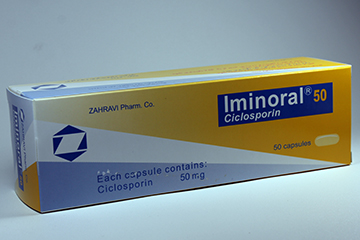 ZAHRAVI Pharm. Co.
Iminoral® 50
Ciclosporin
50 capsules
Each capsule contains:
Ciclosporin 50 mg